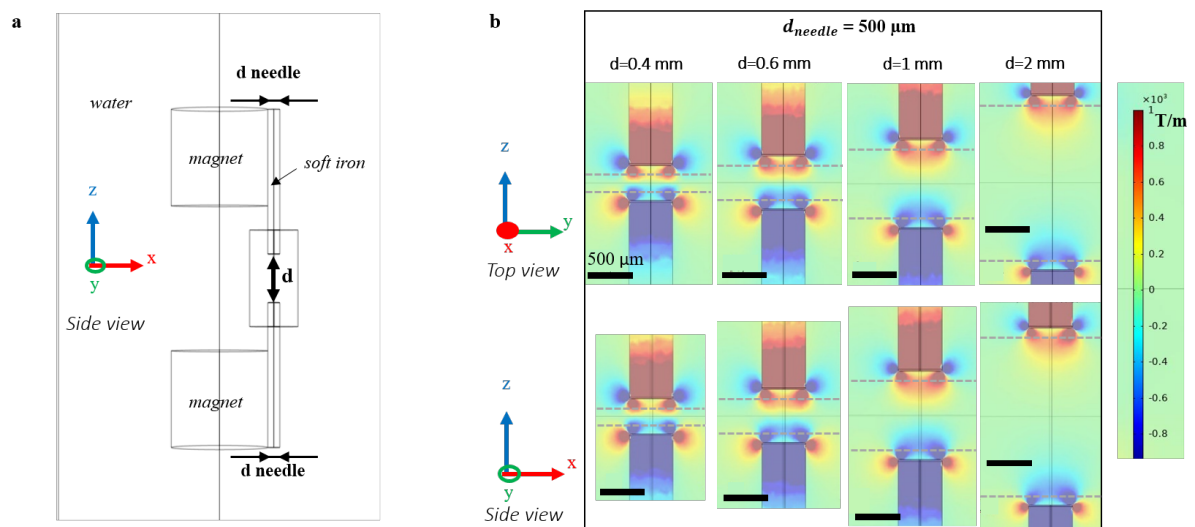 a
d needle
water
magnet
soft iron
z
x
y
d
Side view
magnet
d needle
b
d_needle = 500 µm
d=0.4 mm
d=0.6 mm
d=1 mm
d=2 mm
z
y
x
Top view
500 µm
z
x
y
Side view
×10³
T/m
1
0.8
0.6
0.4
0.2
0
-0.2
-0.4
-0.6
-0.8